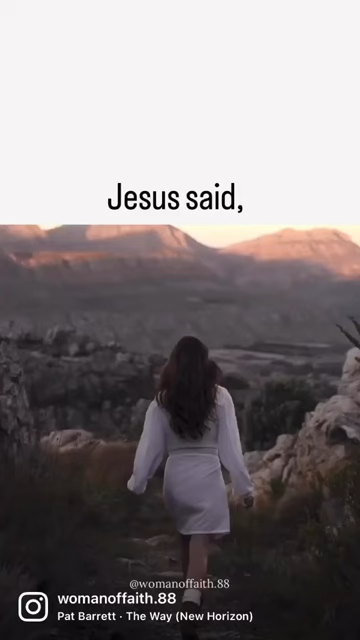 Jesus said,
@womanoffaith.88
womanoffaith.88
Pat Barrett · The Way (New Horizon)